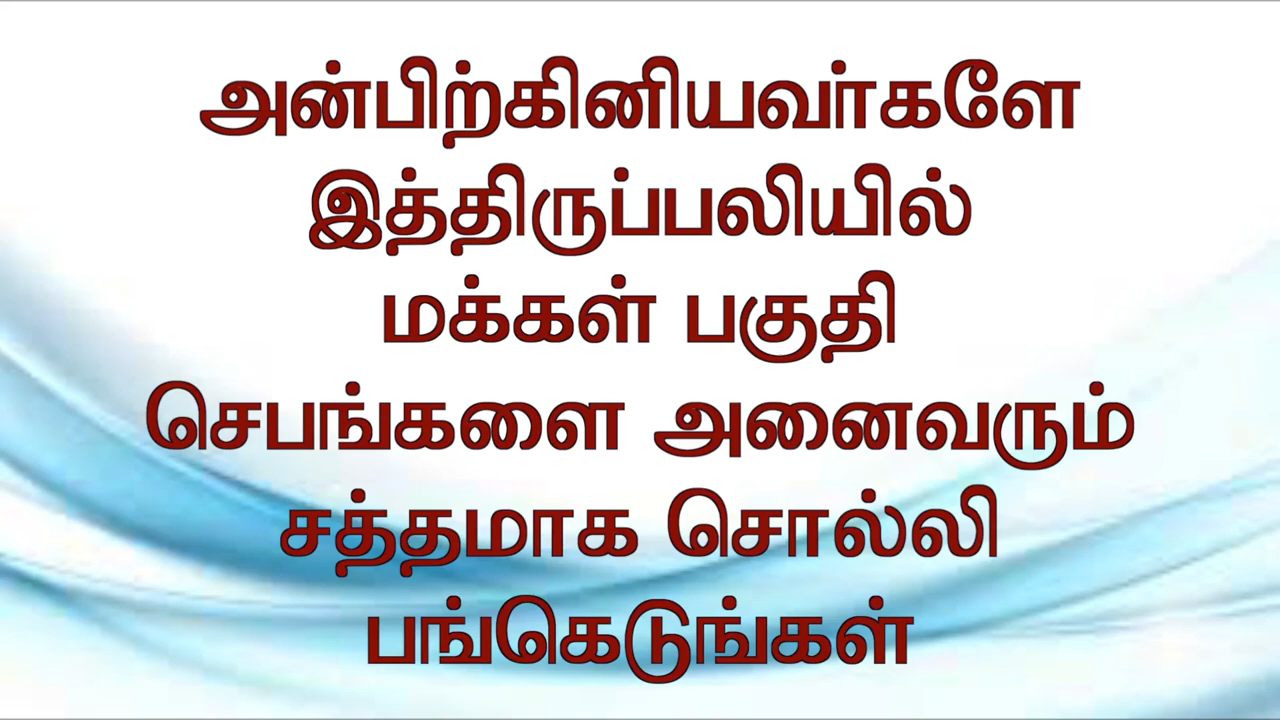 அன்பிற்கினியவர்களே
இத்திருப்பலியில்
மக்கள் பகுதி
செபங்களை அனைவரும்
சத்தமாக சொல்லி
பங்கெடுங்கள்